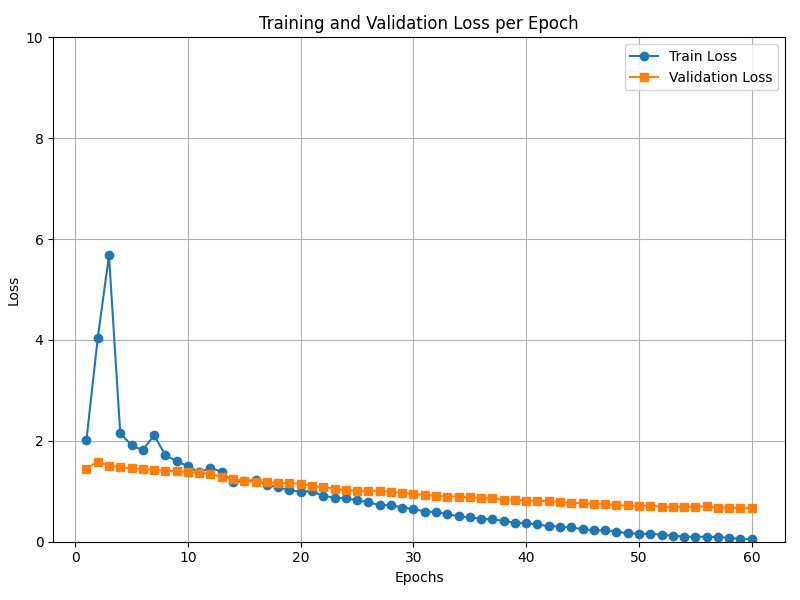 Training and Validation Loss per Epoch
Train Loss
Validation Loss
Loss
10
8
6
4
2
0
0 10 20 30 40 50 60
Epochs